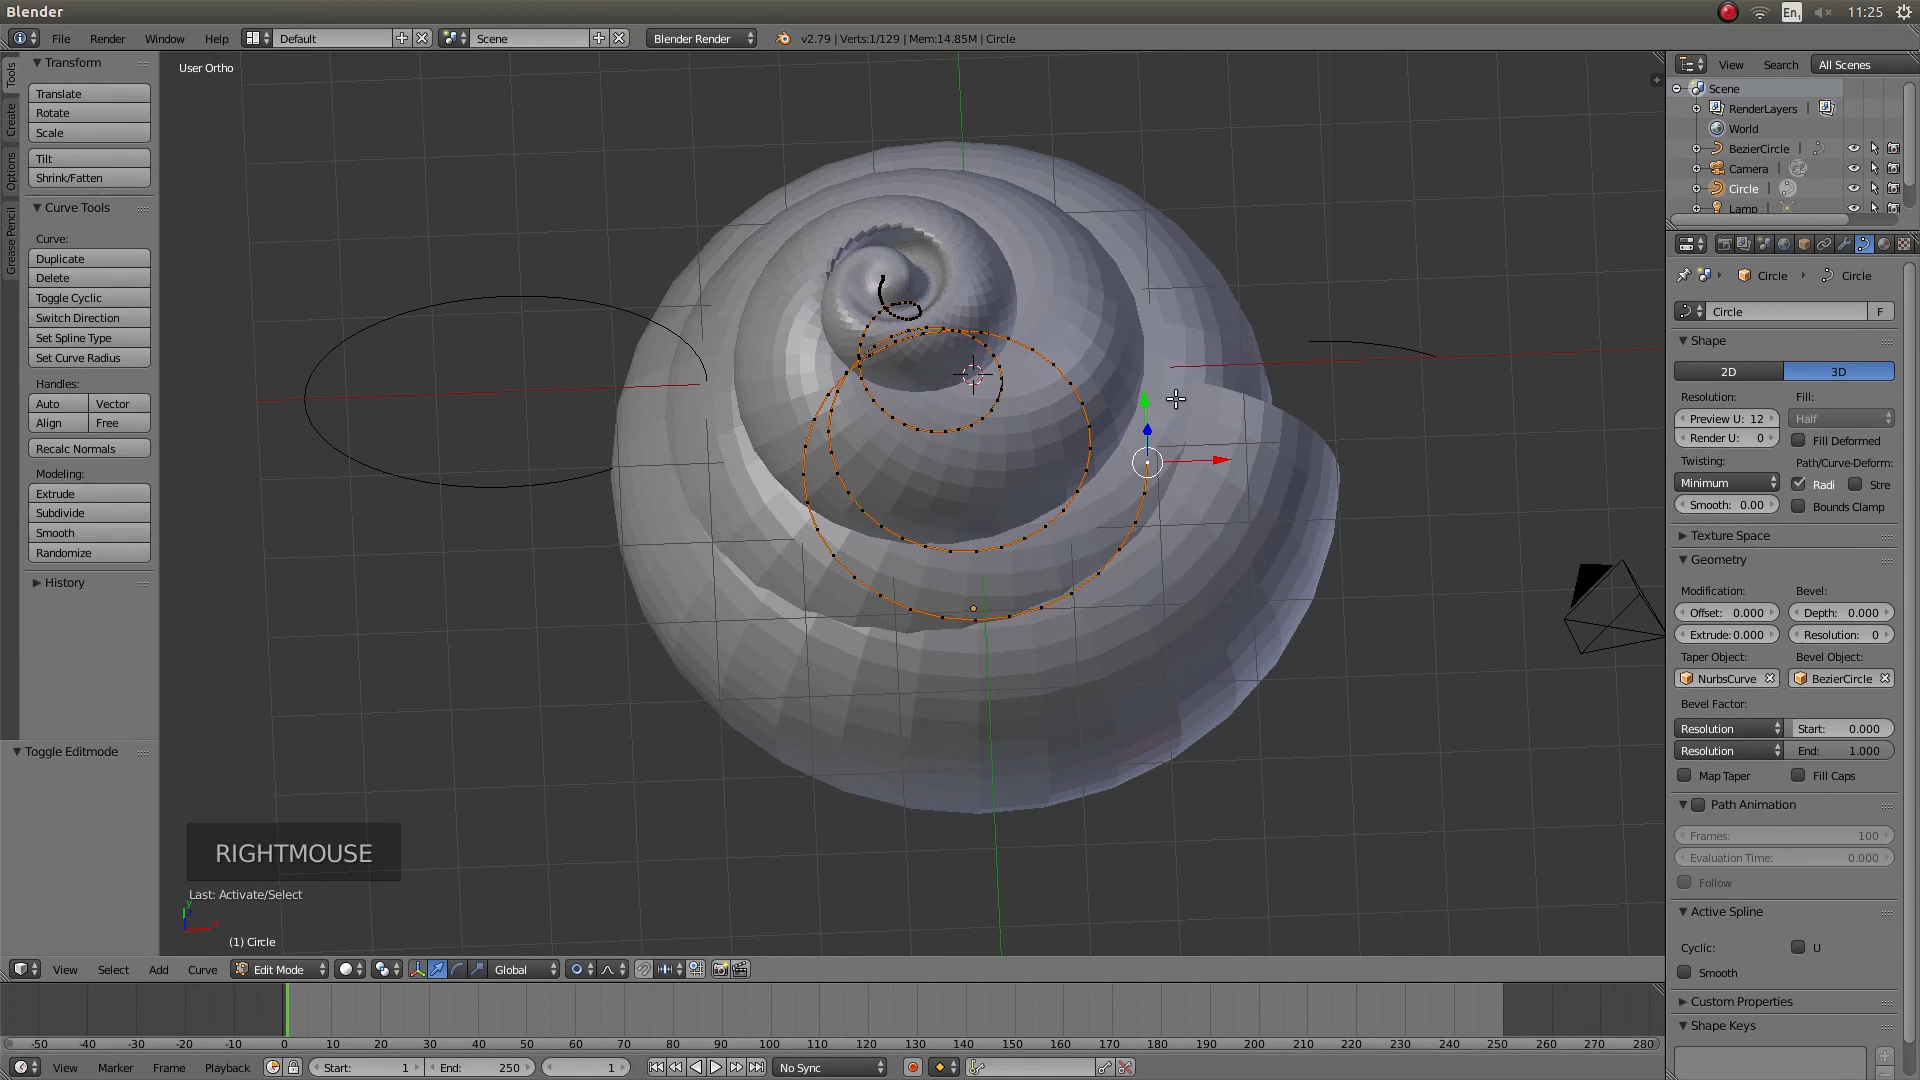 Blender
En1
11:25
File Render Window Help Default Scene Blender Render v2.79 | Verts:1/129 | Mem:14.85M | Circle
Tools
Create
Options
Grease Pencil
Transform
Translate
Rotate
Scale
Tilt
Shrink/Fatten
Curve Tools
Curve:
Duplicate
Delete
Toggle Cyclic
Switch Direction
Set Spline Type
Set Curve Radius
Handles:
Auto Vector
Align Free
Recalc Normals
Modeling:
Extrude
Subdivide
Smooth
Randomize
History
Toggle Editmode
User Ortho
RIGHTMOUSE
Last: Activate/Select
y
z
x
(1) Circle
View Search All Scenes
Scene
RenderLayers
World
BezierCircle
Camera
Circle
Lamp
Circle Circle
Circle F
Shape
2D 3D
Resolution: Fill:
Preview U: 12 Half
Render U: 0 Fill Deformed
Twisting: Path/Curve-Deform:
Minimum Radi Stre
Smooth: 0.00 Bounds Clamp
Texture Space
Geometry
Modification: Bevel:
Offset: 0.000 Depth: 0.000
Extrude: 0.000 Resolution: 0
Taper Object: Bevel Object:
NurbsCurve BezierCircle
Bevel Factor:
Resolution Start: 0.000
Resolution End: 1.000
Map Taper Fill Caps
Path Animation
Frames: 100
Evaluation Time: 0.000
Follow
Active Spline
Cyclic: U
Smooth
Custom Properties
Shape Keys
View Select Add Curve Edit Mode Global
-50 -40 -30 -20 -10 0 10 20 30 40 50 60 70 80 90 100 110 120 130 140 150 160 170 180 190 200 210 220 230 240 250 260 270 280
View Marker Frame Playback Start: 1 End: 250 1 No Sync